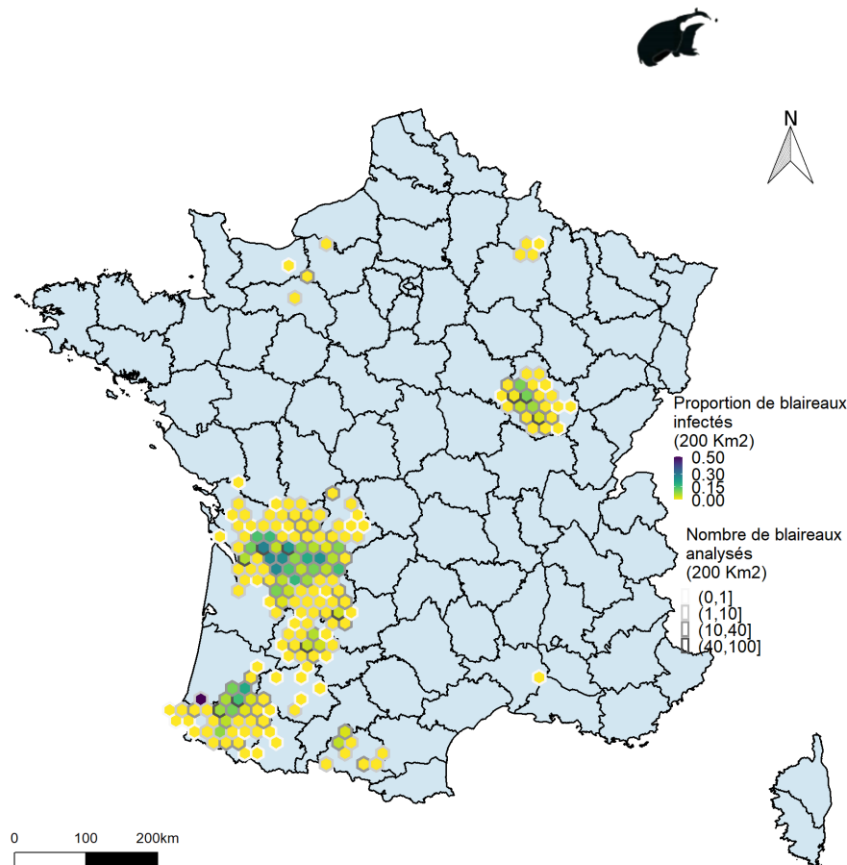 N
Proportion de blaireaux
infectés
(200 Km2)
0.50
0.30
0.15
0.00
Nombre de blaireaux
analysés
(200 Km2)
(0,1]
(1,10]
(10,40]
(40,100]
0 100 200km